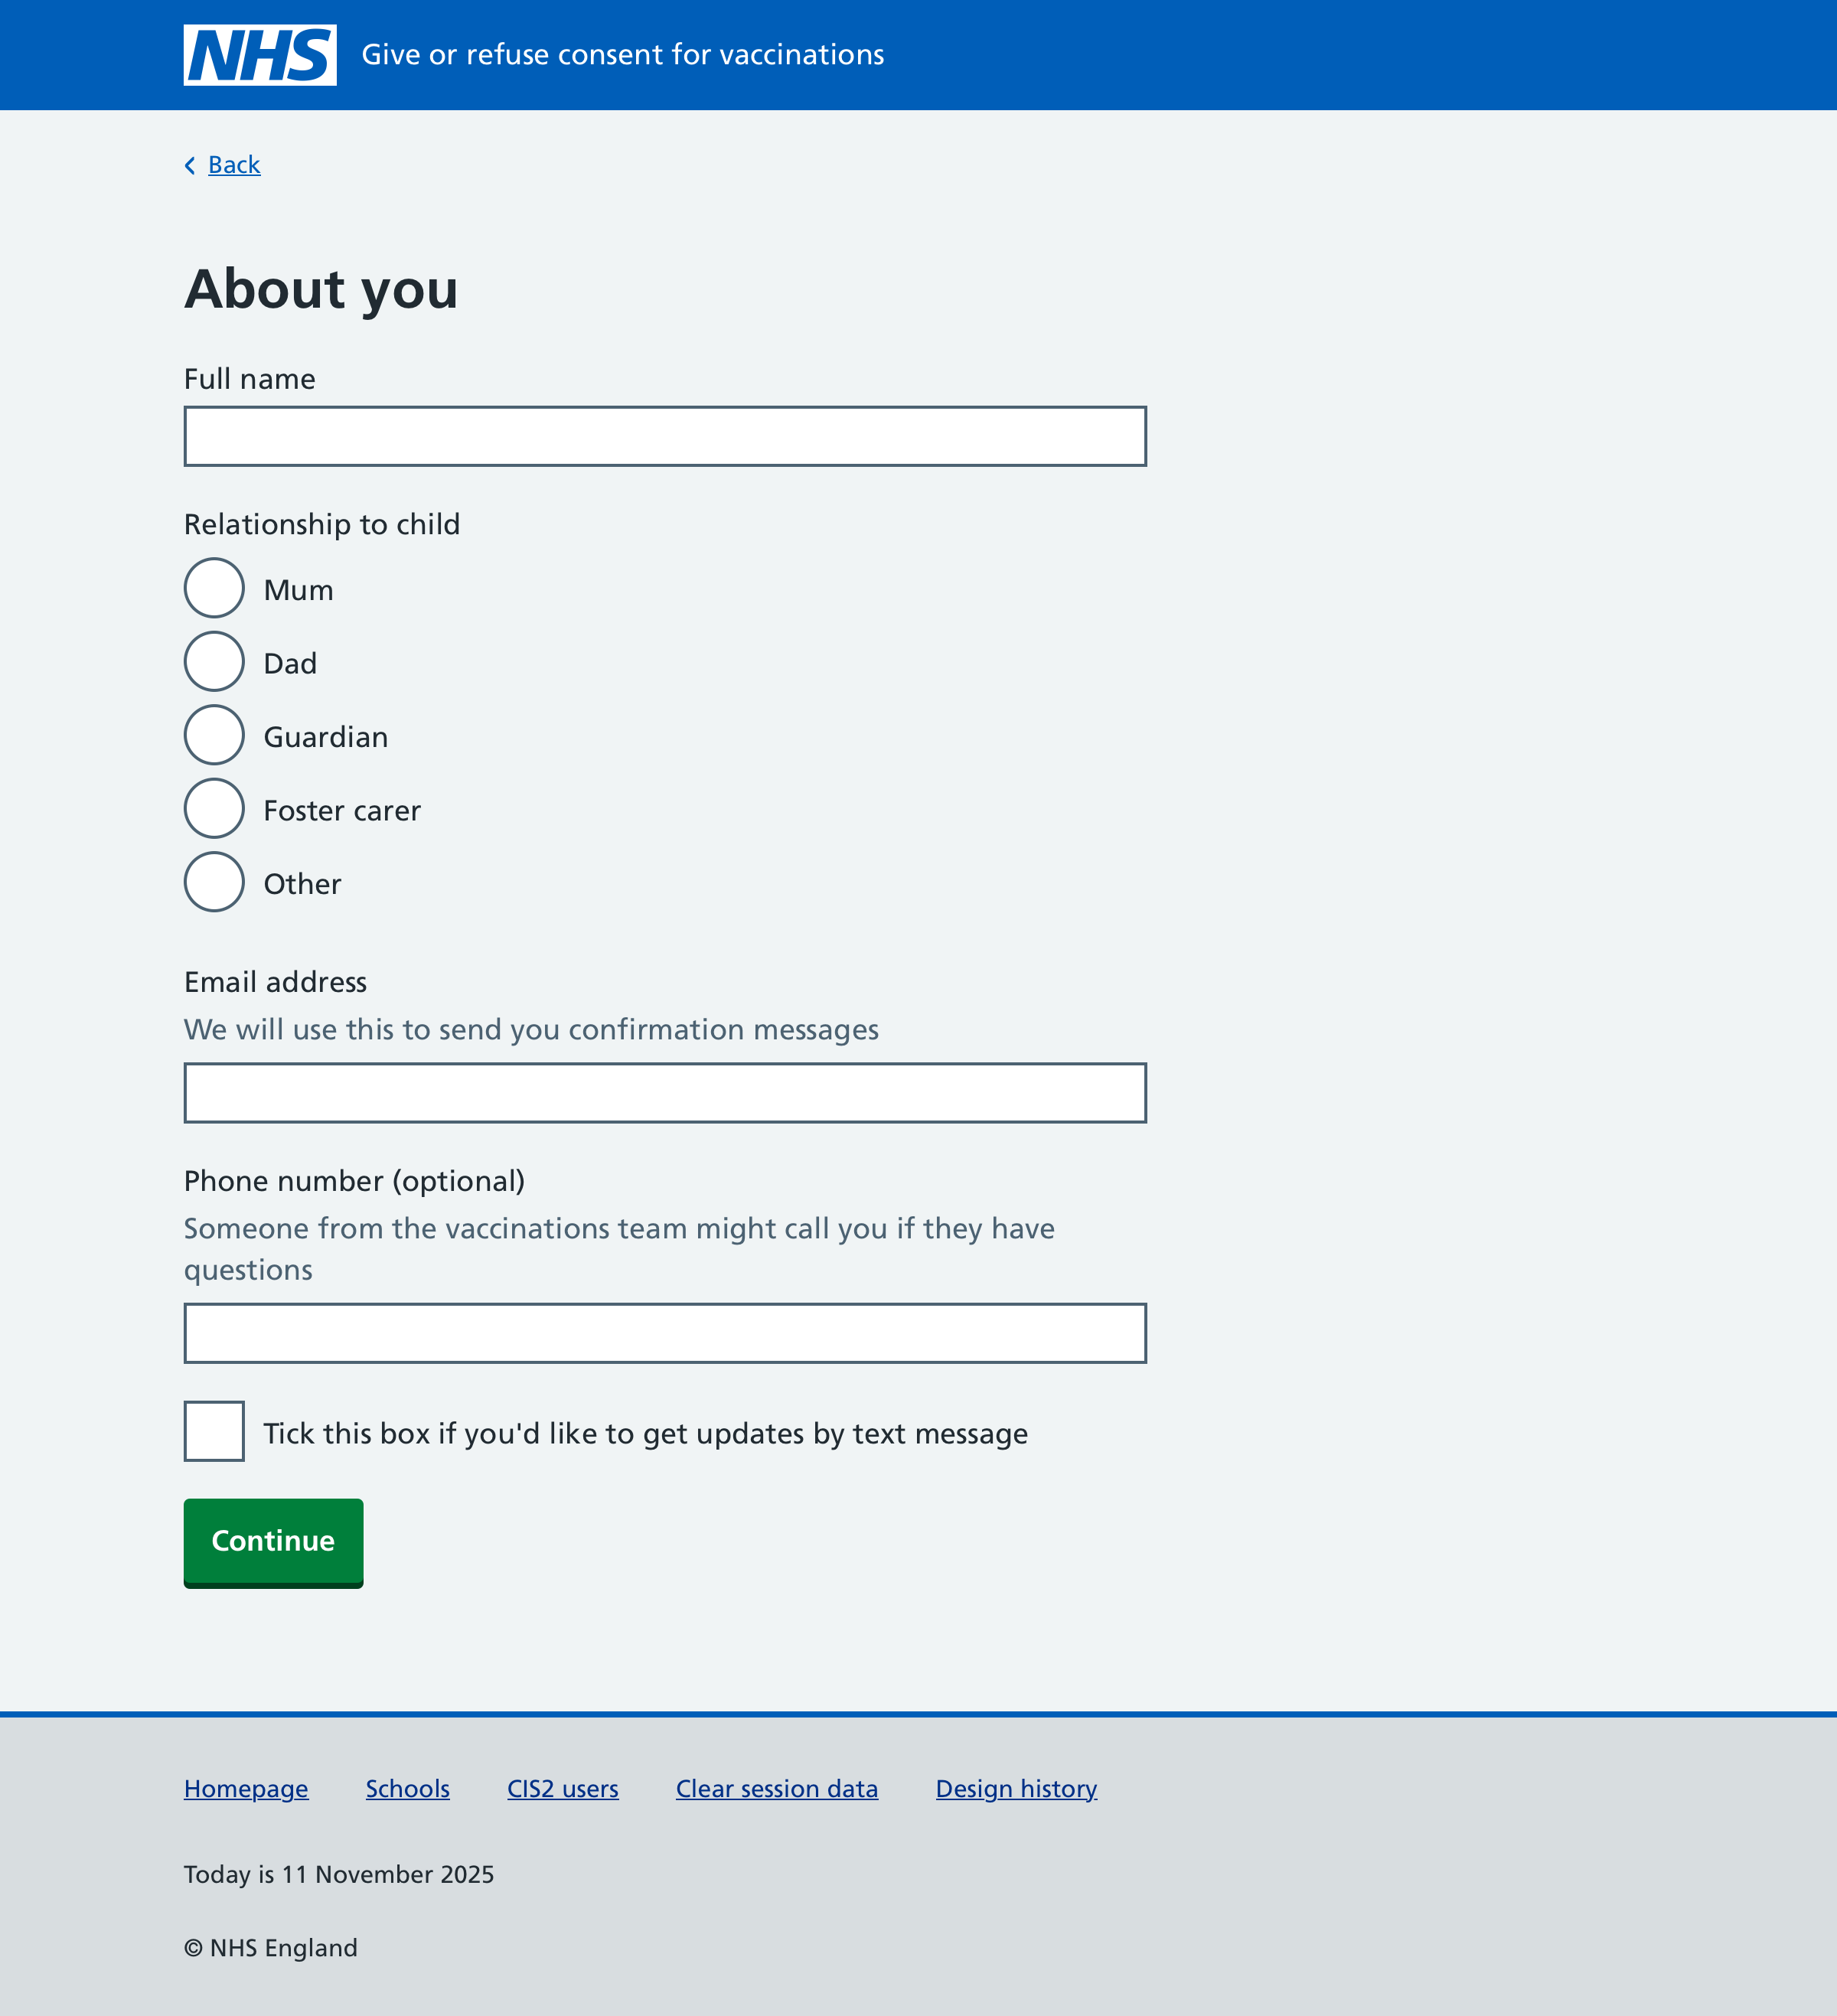 NHS Give or refuse consent for vaccinations
Back
About you
Full name
Relationship to child
Mum
Dad
Guardian
Foster carer
Other
Email address
We will use this to send you confirmation messages
Phone number (optional)
Someone from the vaccinations team might call you if they have
questions
Tick this box if you'd like to get updates by text message
Continue
Homepage Schools CIS2 users Clear session data Design history
Today is 11 November 2025
© NHS England